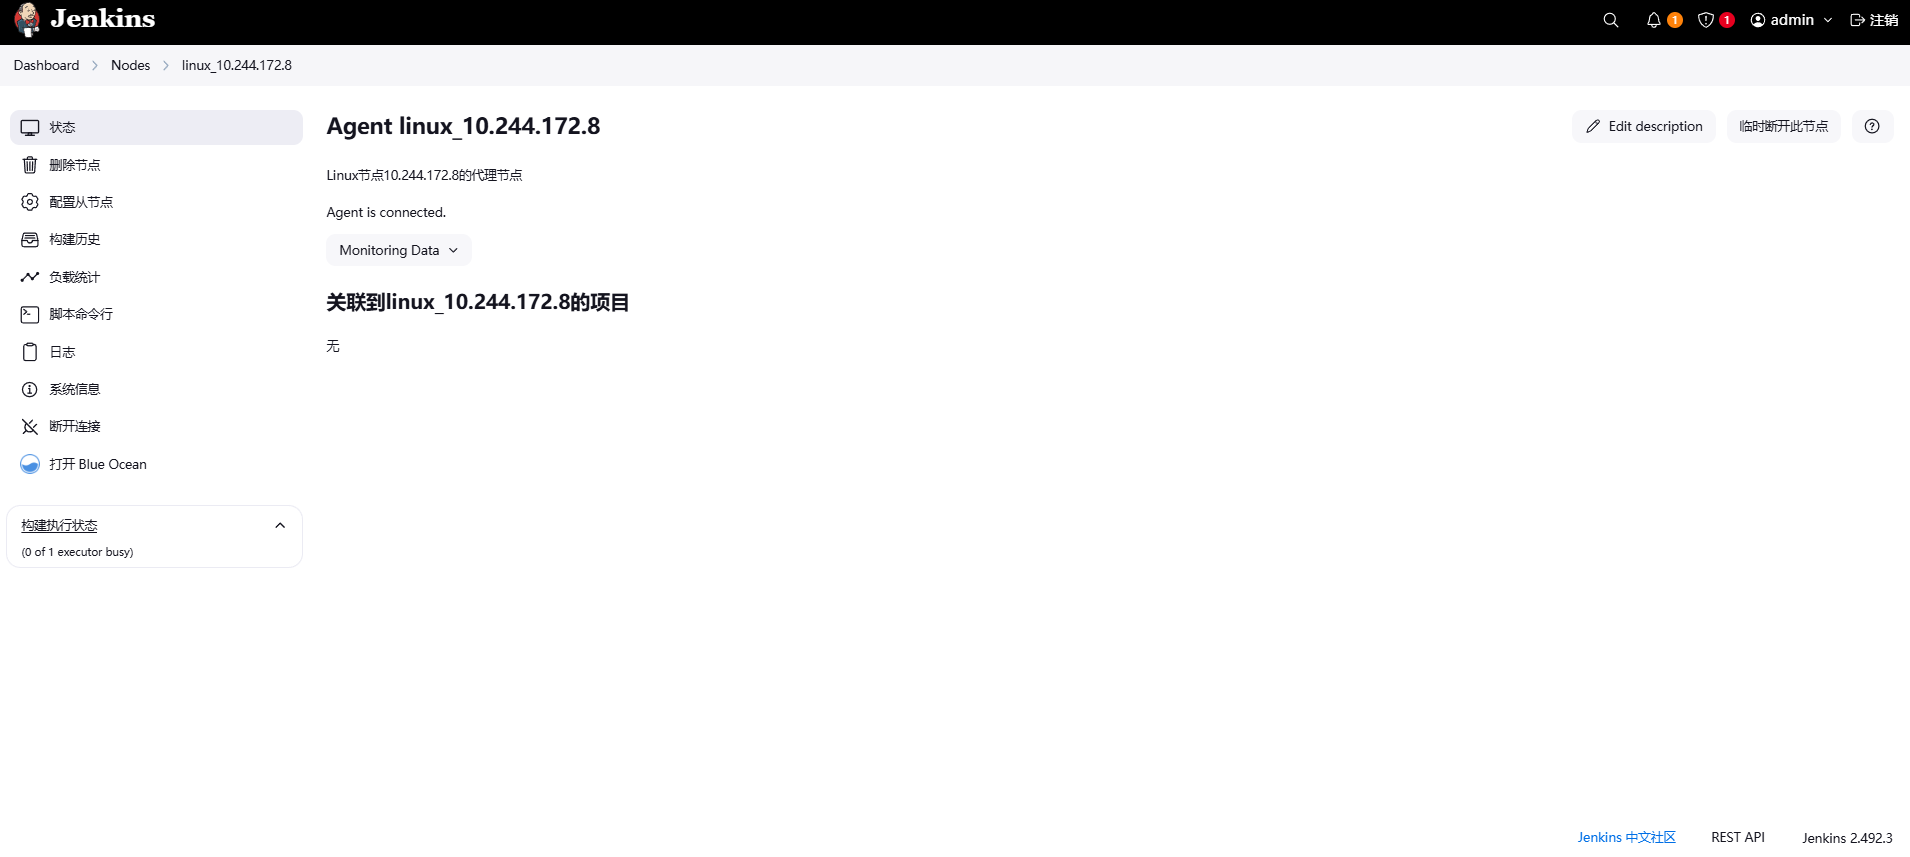 Jenkins
1
1
admin
注销
Dashboard
Nodes
linux_10.244.172.8
状态
删除节点
配置从节点
构建历史
负载统计
脚本命令行
日志
系统信息
断开连接
打开 Blue Ocean
构建执行状态
(0 of 1 executor busy)
Agent linux_10.244.172.8
Edit description
临时断开此节点
Linux节点10.244.172.8的代理节点
Agent is connected.
Monitoring Data
关联到linux_10.244.172.8的项目
无
Jenkins 中文社区
REST API
Jenkins 2.492.3